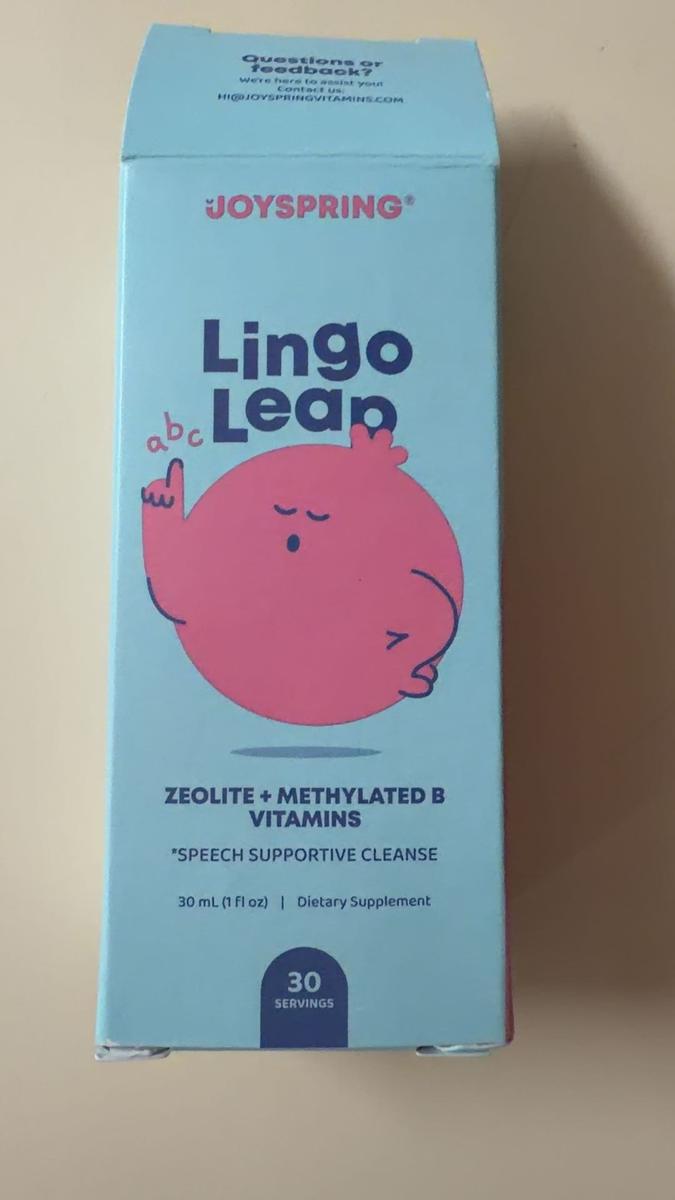 Questions or
feedback?
We're here to assist you!
Contact us:
HI@JOYSPRINGVITAMINS.COM
JOYSPRING®
Lingo
Leap
abc
ZEOLITE + METHYLATED B
VITAMINS
*SPEECH SUPPORTIVE CLEANSE
30 mL (1 fl oz) | Dietary Supplement
30
SERVINGS